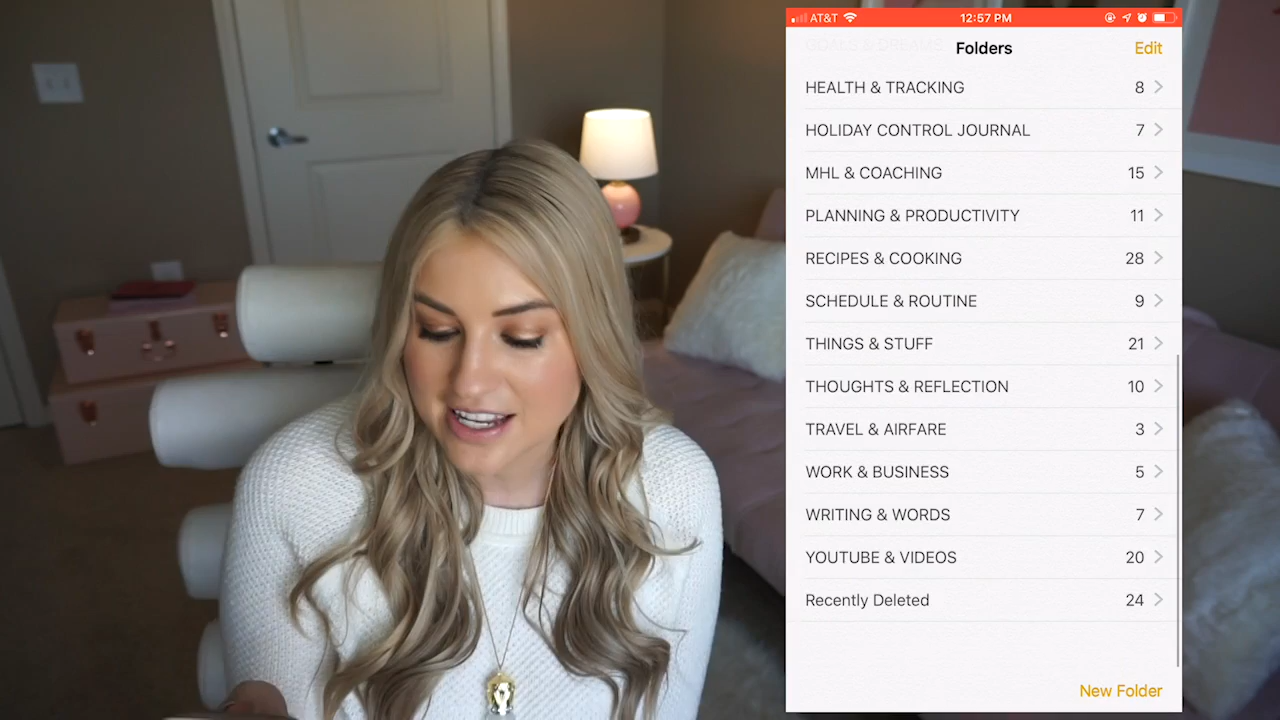 AT&T 12:57 PM
GOALS & DREAMS
Folders Edit
HEALTH & TRACKING 8
HOLIDAY CONTROL JOURNAL 7
MHL & COACHING 15
PLANNING & PRODUCTIVITY 11
RECIPES & COOKING 28
SCHEDULE & ROUTINE 9
THINGS & STUFF 21
THOUGHTS & REFLECTION 10
TRAVEL & AIRFARE 3
WORK & BUSINESS 5
WRITING & WORDS 7
YOUTUBE & VIDEOS 20
Recently Deleted 24
New Folder